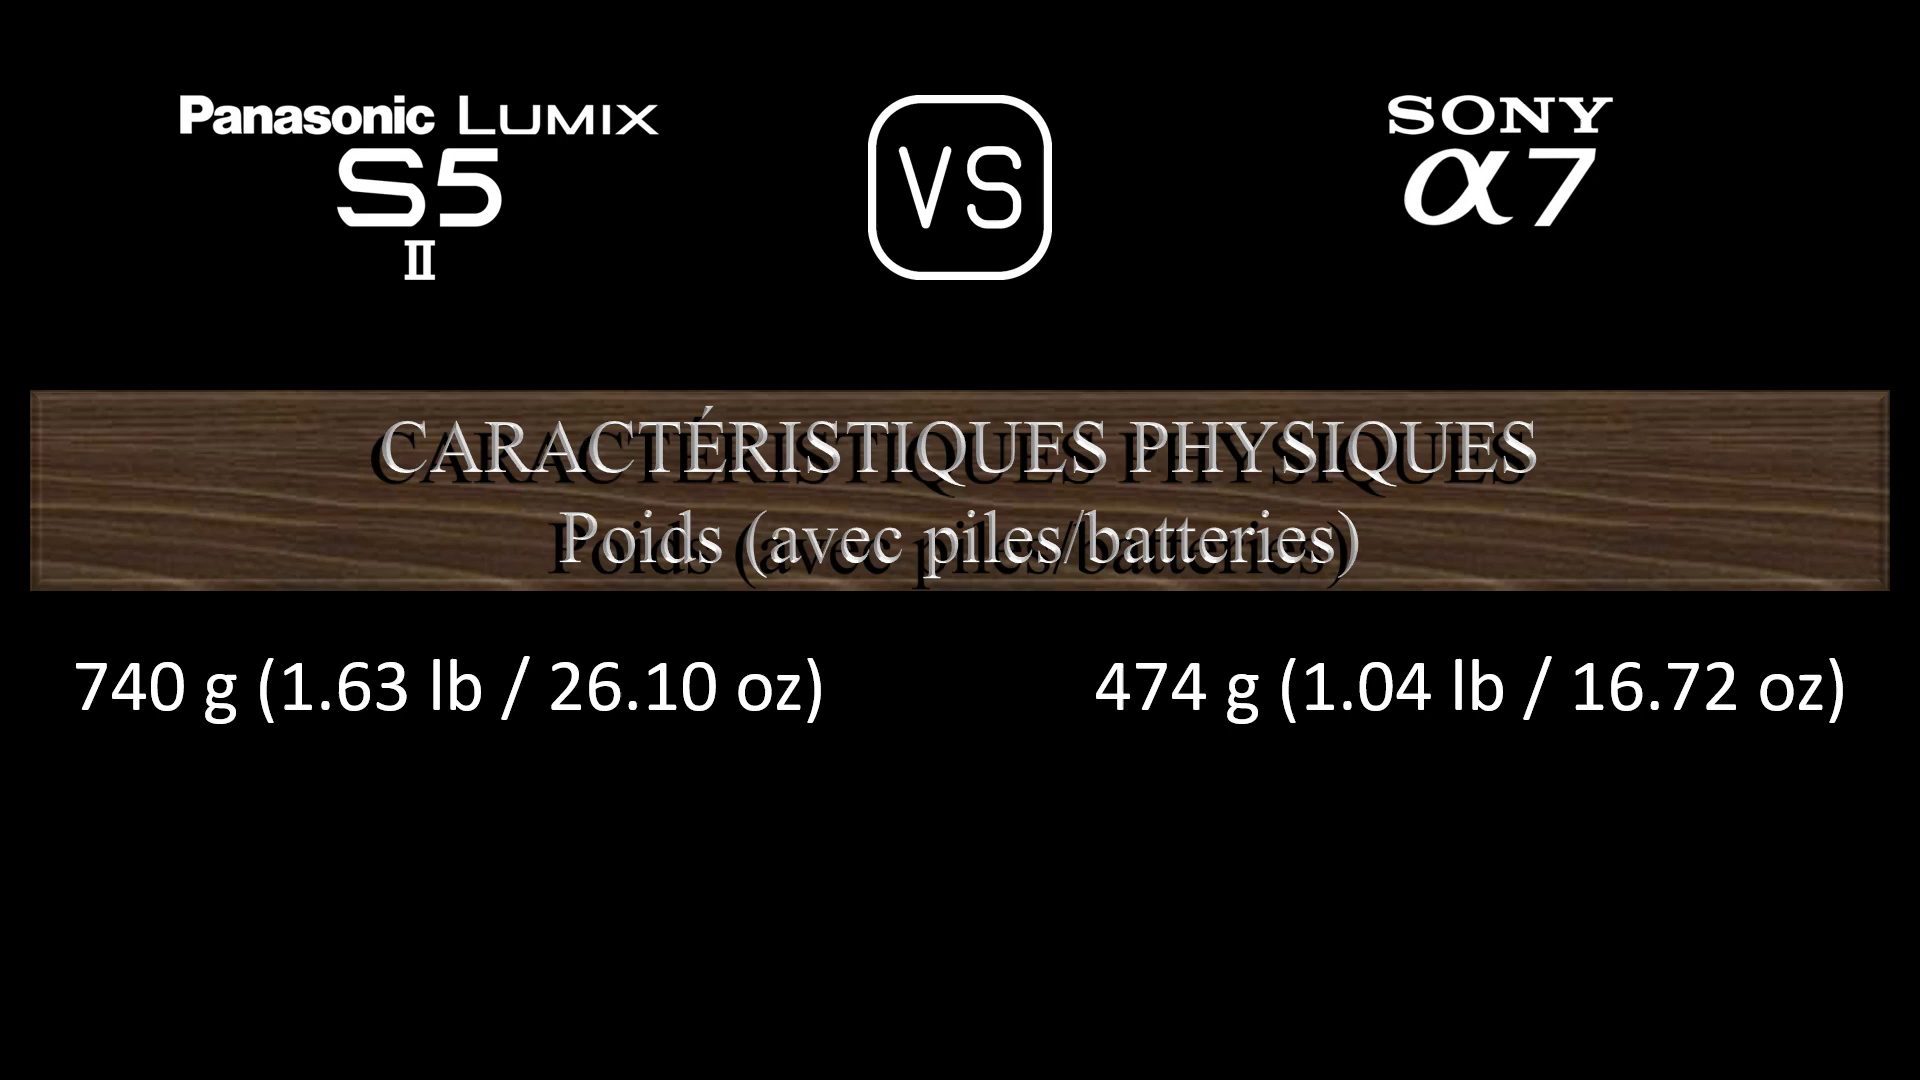 Panasonic LUMIX
S5
II
VS
SONY
α7
CARACTÉRISTIQUES PHYSIQUES
Poids (avec piles/batteries)
740 g (1.63 lb / 26.10 oz)
474 g (1.04 lb / 16.72 oz)